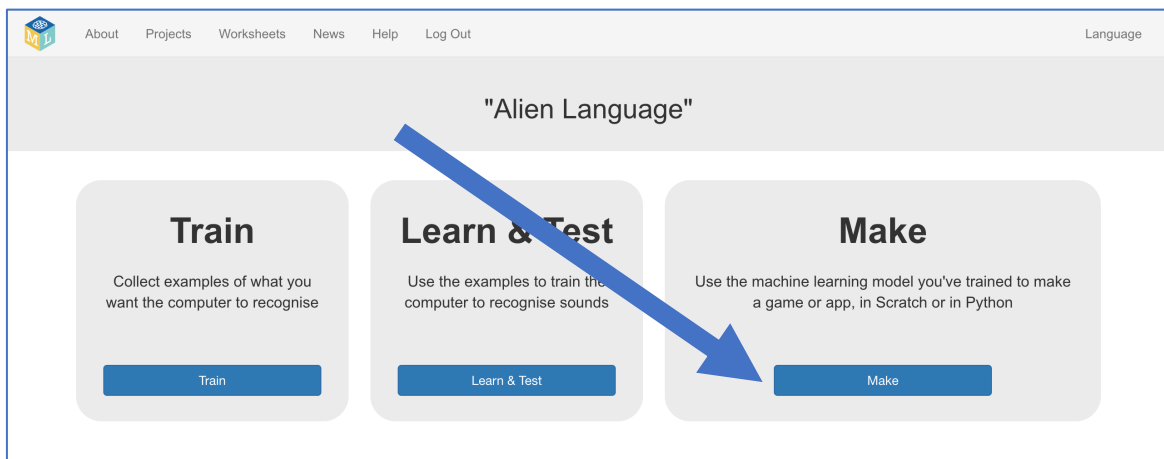 M L
About Projects Worksheets News Help Log Out Language
"Alien Language"
Train
Collect examples of what you
want the computer to recognise
Train
Learn & Test
Use the examples to train the
computer to recognise sounds
Learn & Test
Make
Use the machine learning model you've trained to make
a game or app, in Scratch or in Python
Make